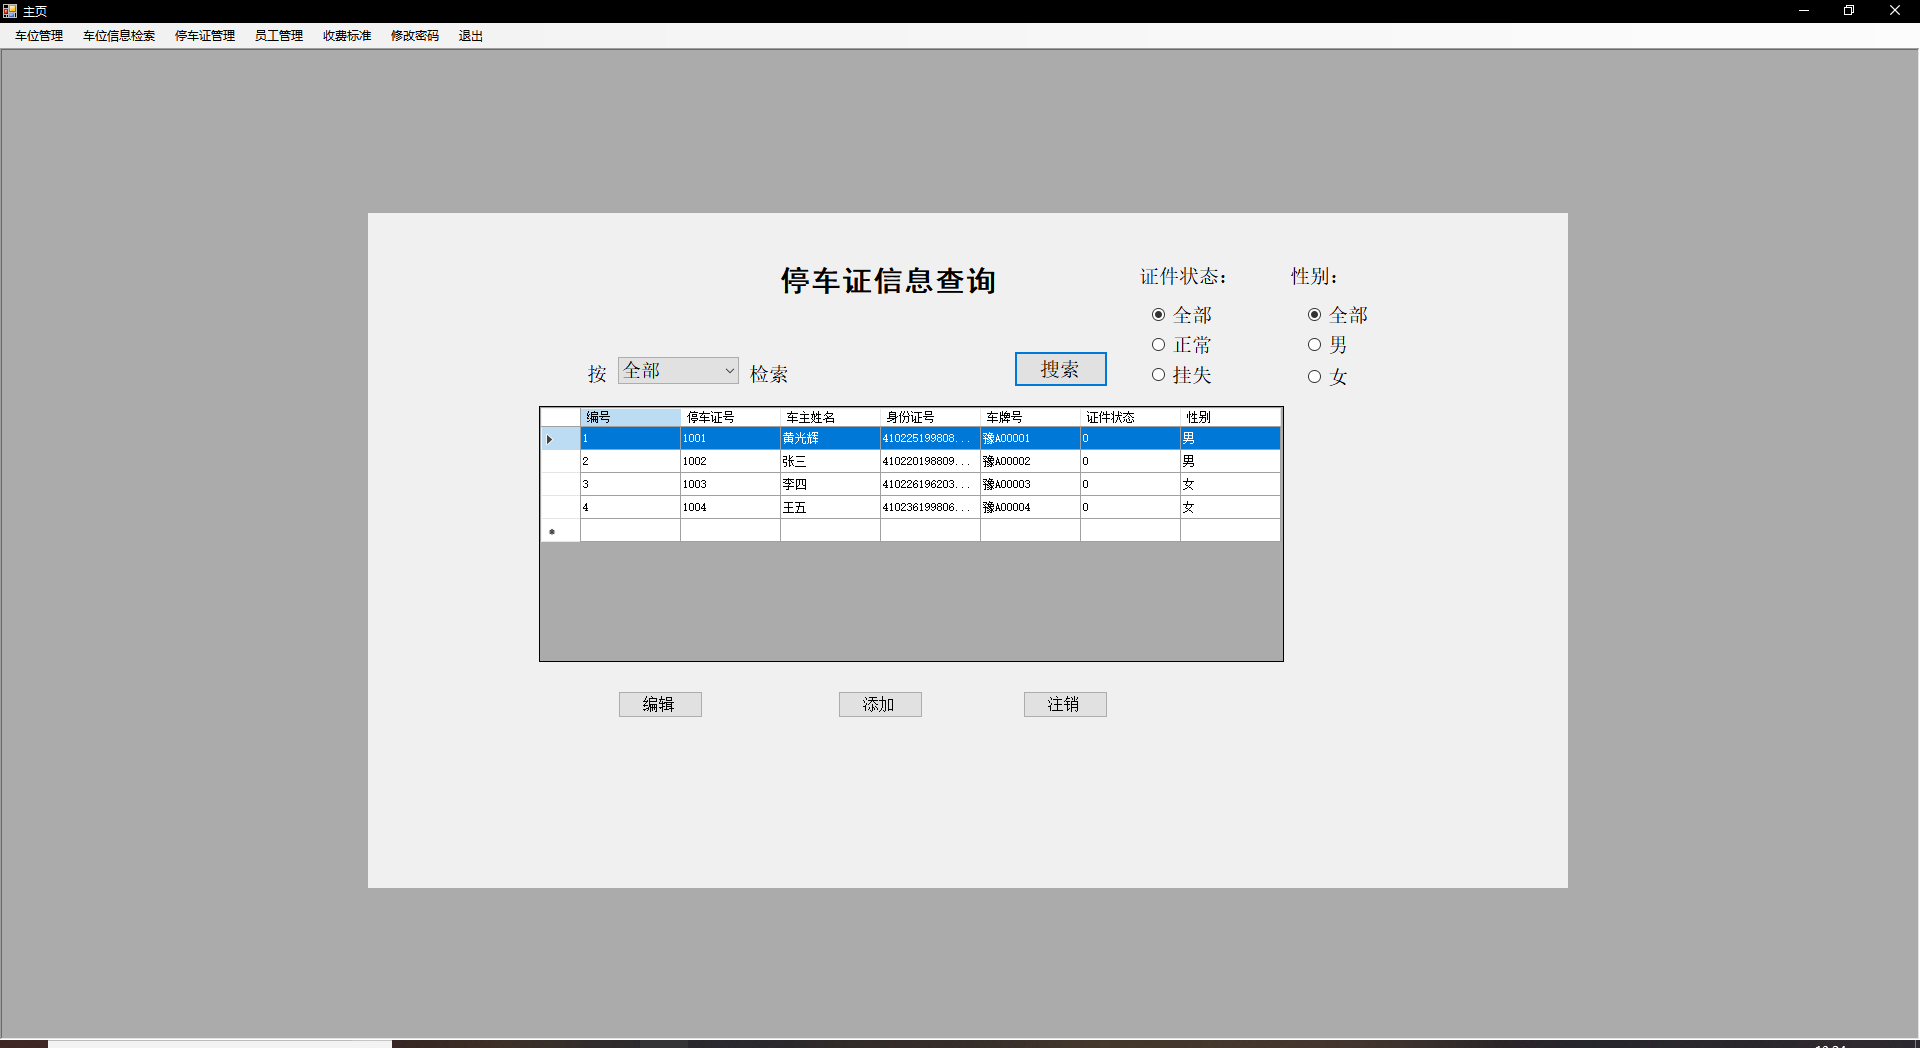 主页
车位管理 车位信息检索 停车证管理 员工管理 收费标准 修改密码 退出
停车证信息查询
证件状态： 性别：
全部 全部
正常 男
按 全部 检索 搜索 挂失 女
编号 停车证号 车主姓名 身份证号 车牌号 证件状态 性别
1 1001 黄光辉 410225199808... 豫A00001 0 男
2 1002 张三 410220198809... 豫A00002 0 男
3 1003 李四 410226196203... 豫A00003 0 女
4 1004 王五 410236199806... 豫A00004 0 女
编辑 添加 注销